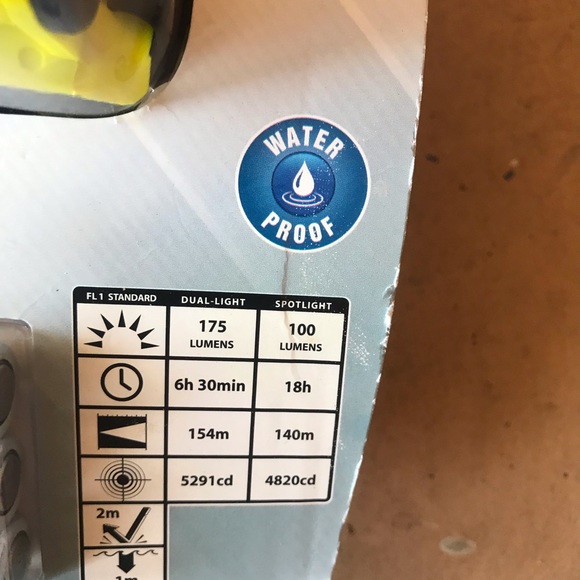 WATER
PROOF
FL1 STANDARD DUAL-LIGHT SPOTLIGHT
175 LUMENS 100 LUMENS
6h 30min 18h
154m 140m
5291cd 4820cd
2m
1m